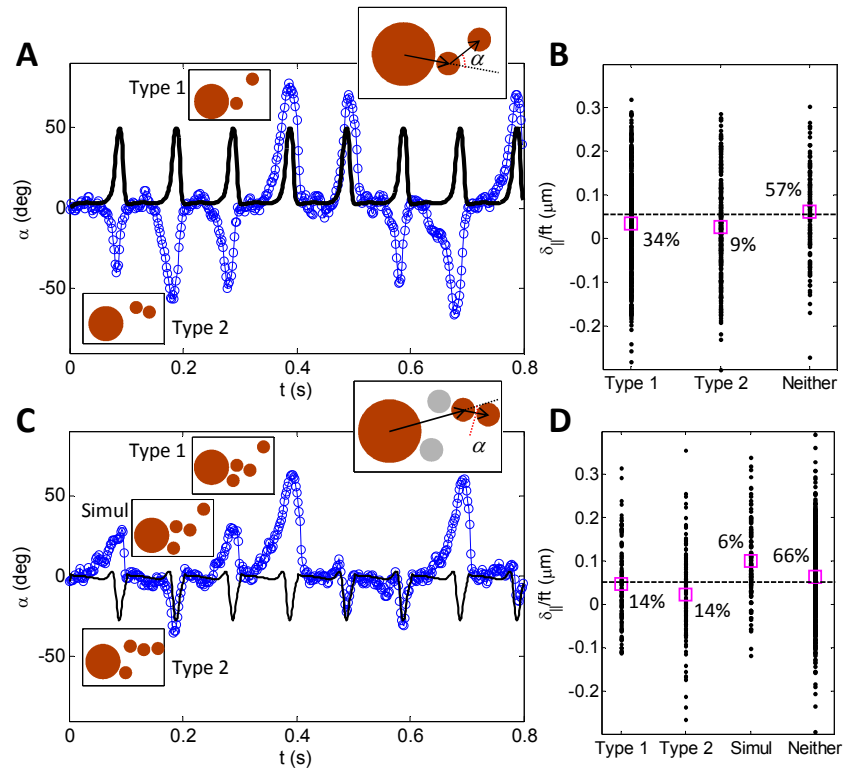 A
B
Type 1
α
50
0
-50
α (deg)
Type 2
0
0.2
0.4
0.6
0.8
t (s)
0.3
0.2
0.1
0
-0.1
-0.2
δ||/ft (μm)
34%
9%
57%
Type 1
Type 2
Neither
C
D
Type 1
Simul
α
50
0
-50
α (deg)
Type 2
0
0.2
0.4
0.6
0.8
t (s)
0.4
0.3
0.2
0.1
0.0
-0.1
-0.2
δ||/ft (μm)
14%
14%
6%
66%
Type 1
Type 2
Simul
Neither